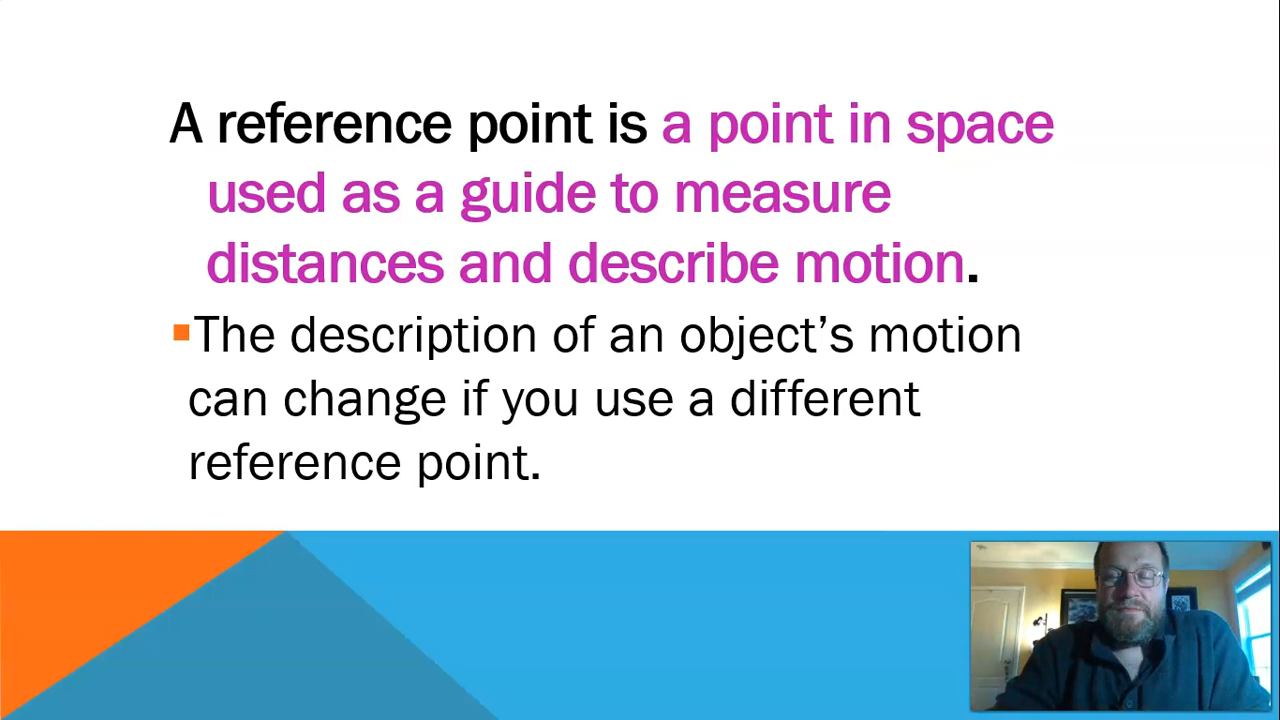 A reference point is a point in space
used as a guide to measure
distances and describe motion.
The description of an object’s motion
can change if you use a different
reference point.